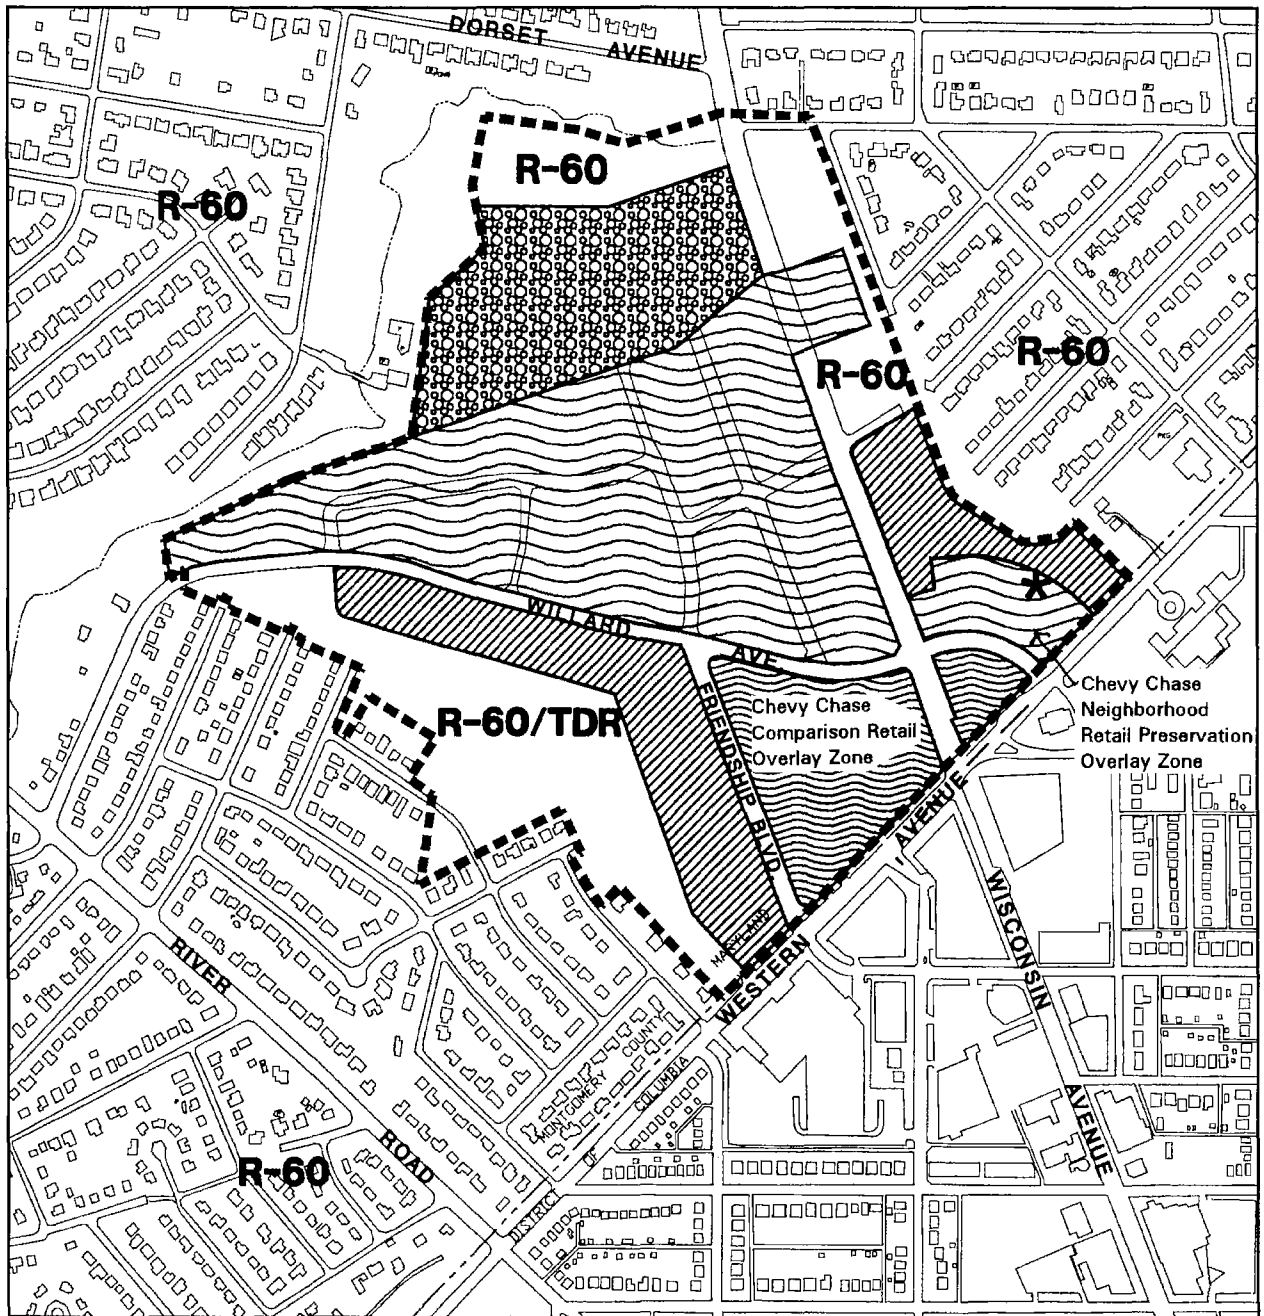 DORSET AVENUE
R-60
R-60
R-60
R-60
WILLARD AVE
R-60/TDR
FRIENDSHIP BLVD.
Chevy Chase
Comparison Retail
Overlay Zone
Chevy Chase
Neighborhood
Retail Preservation
Overlay Zone
WESTERN AVENUE
WISCONSIN AVENUE
MARYLAND
MONTGOMERY COUNTY
DISTRICT OF COLUMBIA
RIVER ROAD
R-60